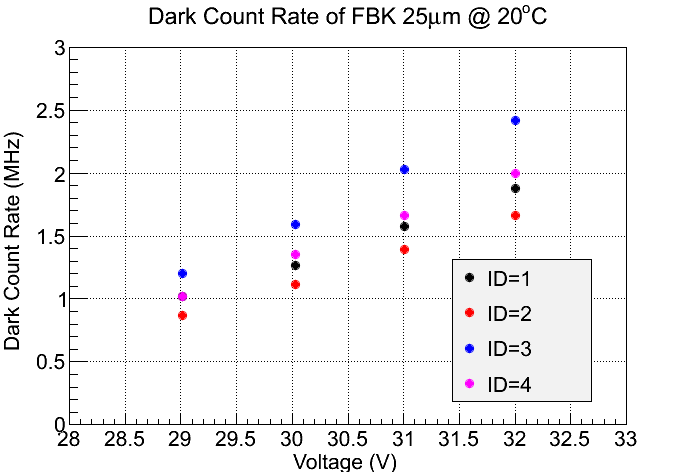 Dark Count Rate of FBK 25μm @ 20°C
Dark Count Rate (MHz)
3
2.5
2
1.5
1
0.5
0
ID=1
ID=2
ID=3
ID=4
28 28.5 29 29.5 30 30.5 31 31.5 32 32.5 33
Voltage (V)